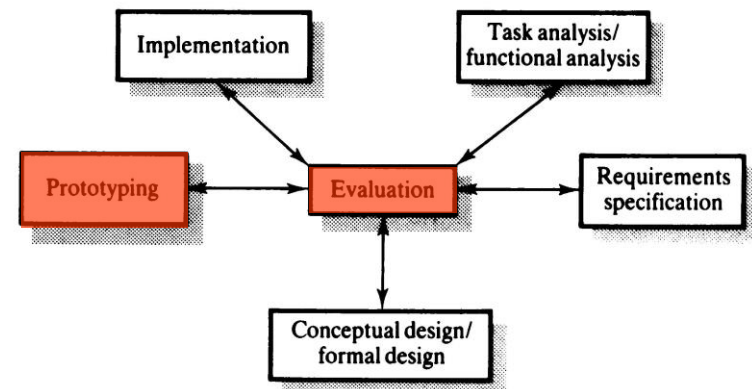 Implementation
Task analysis/
functional analysis
Prototyping
Evaluation
Requirements
specification
Conceptual design/
formal design